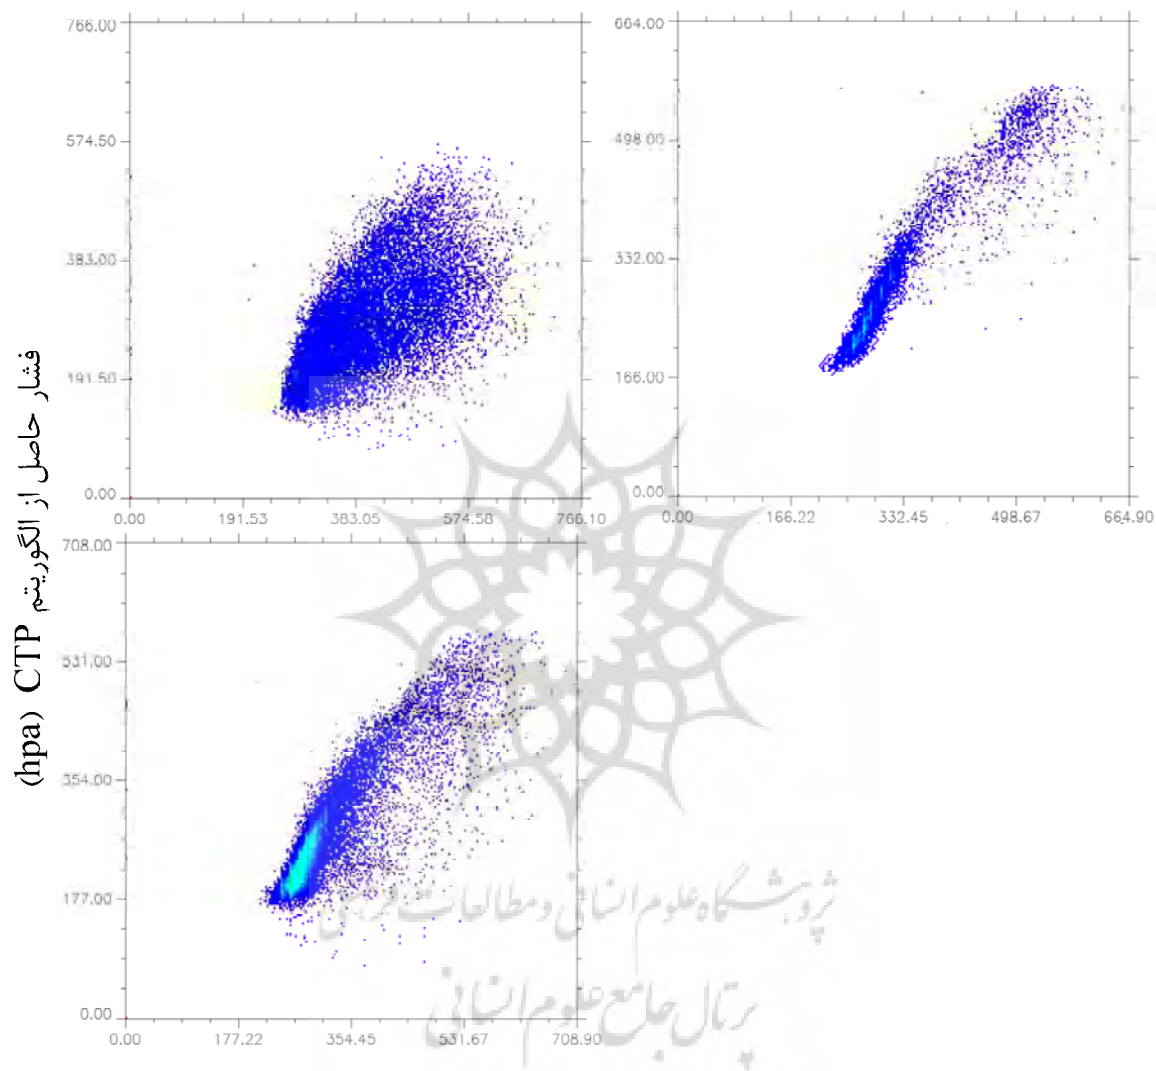 766.00
574.50
383.00
191.50
0.00
0.00 191.53 383.05 574.58 766.10
664.00
498.00
332.00
166.00
0.00
0.00 166.22 332.45 498.67 664.90
فشار حاصل از الگوریتم CTP (hpa)
708.00
531.00
354.00
177.00
0.00
0.00 177.22 354.45 531.67 708.90
پژوهشگاه علوم انسانی و مطالعات فرهنگی
پرتال جامع علوم انسانی